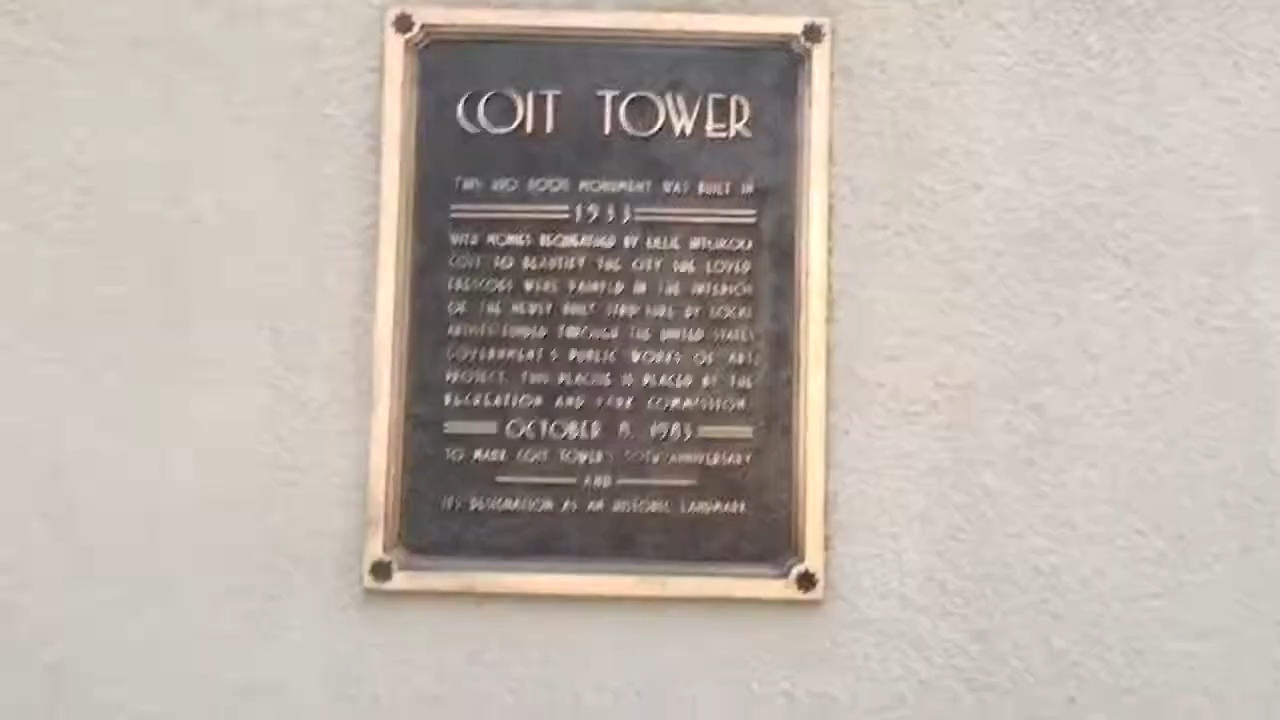 COIT TOWER
THIS ART DECO MONUMENT WAS BUILT IN
1933
WITH MONIES BEQUEATHED BY LILLIE HITCHCOCK
COIT TO BEAUTIFY THE CITY SHE LOVED
FRESCOES WERE PAINTED IN THE INTERIOR
OF THE NEWLY BUILT STRUCTURE BY LOCAL
ARTISTS FUNDED THROUGH THE UNITED STATES
GOVERNMENT'S PUBLIC WORKS OF ART
PROJECT. THIS PLAQUE IS PLACED BY THE
RECREATION AND PARK COMMISSION
OCTOBER 8, 1983
TO MARK COIT TOWER'S 50TH ANNIVERSARY
AND
ITS DESIGNATION AS AN HISTORIC LANDMARK